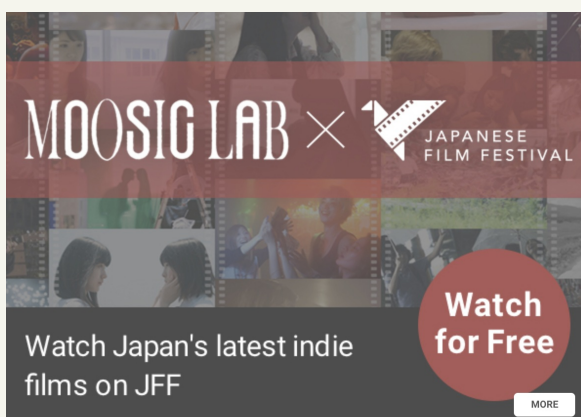 MOOSIC LAB
JAPANESE
FILM FESTIVAL
Watch
for Free
Watch Japan's latest indie
films on JFF
MORE